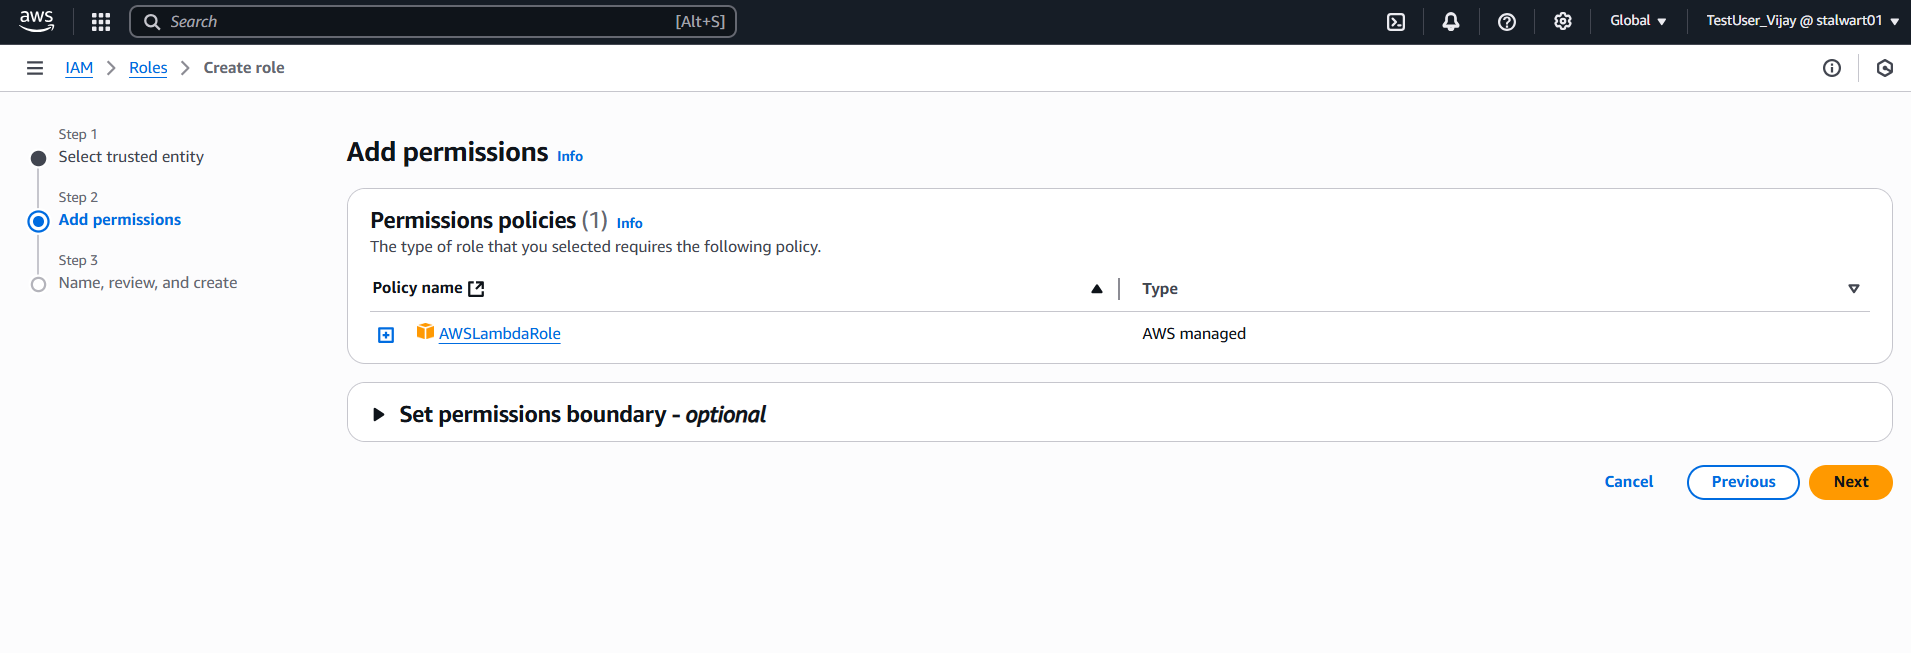 aws
Search [Alt+S]
Global
TestUser_Vijay @ stalwart01
IAM
Roles
Create role
Step 1
Select trusted entity
Step 2
Add permissions
Step 3
Name, review, and create
Add permissions Info
Permissions policies (1) Info
The type of role that you selected requires the following policy.
Policy name
Type
AWSLambdaRole
AWS managed
Set permissions boundary - optional
Cancel
Previous
Next